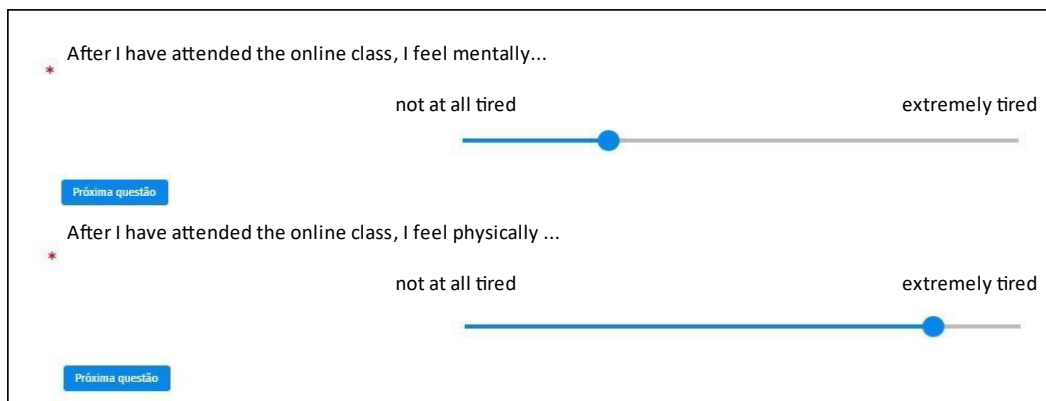 After I have attended the online class, I feel mentally...
*
not at all tired extremely tired
Próxima questão
After I have attended the online class, I feel physically ...
*
not at all tired extremely tired
Próxima questão